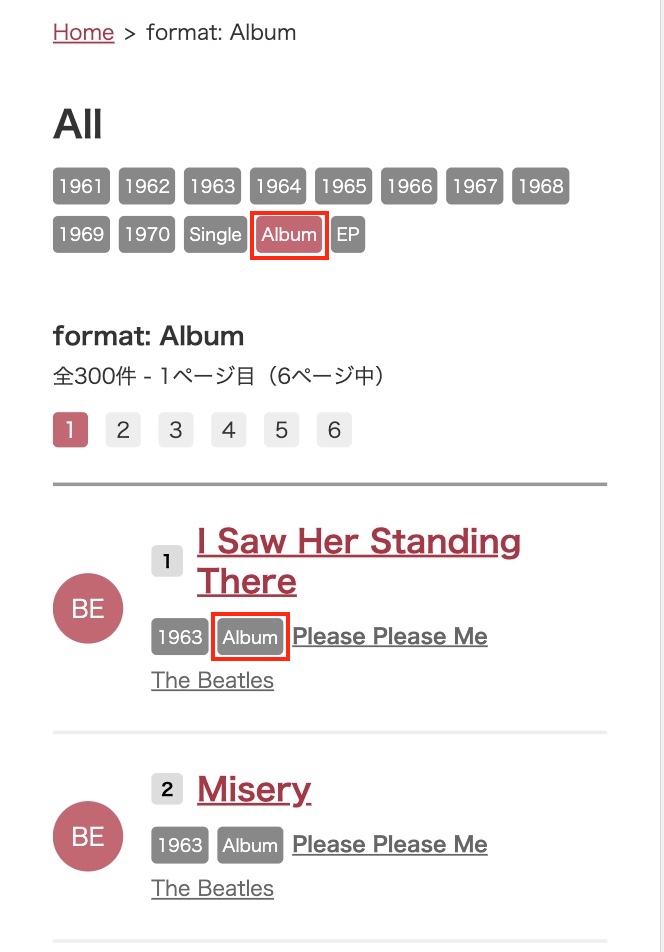 Home > format: Album
All
1961 1962 1963 1964 1965 1966 1967 1968
1969 1970 Single Album EP
format: Album
全300件 - 1ページ目（6ページ中）
1 2 3 4 5 6
1 I Saw Her Standing
There
BE
1963 Album Please Please Me
The Beatles
2 Misery
BE
1963 Album Please Please Me
The Beatles